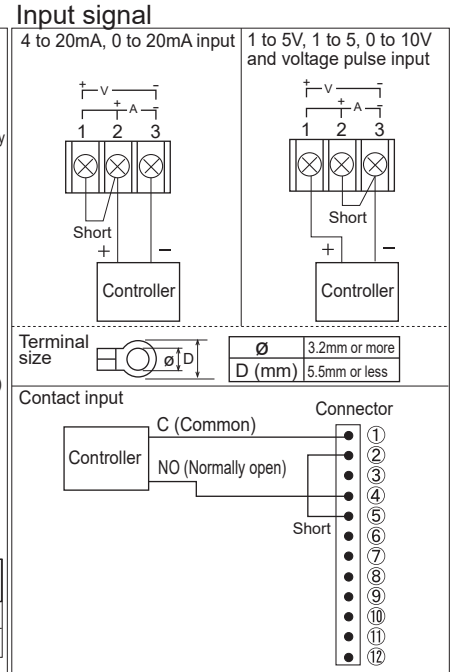 Input signal
4 to 20mA, 0 to 20mA input
+ V -
+ A -
1 2 3
Short
+ −
Controller
1 to 5V, 1 to 5, 0 to 10V
and voltage pulse input
+ V -
+ A -
1 2 3
Short
+ −
Controller
Terminal
size
ø D
ø 3.2mm or more
D (mm) 5.5mm or less
Contact input
Connector
C (Common)
Controller
NO (Normally open)
Short
①
②
③
④
⑤
⑥
⑦
⑧
⑨
⑩
⑪
⑫